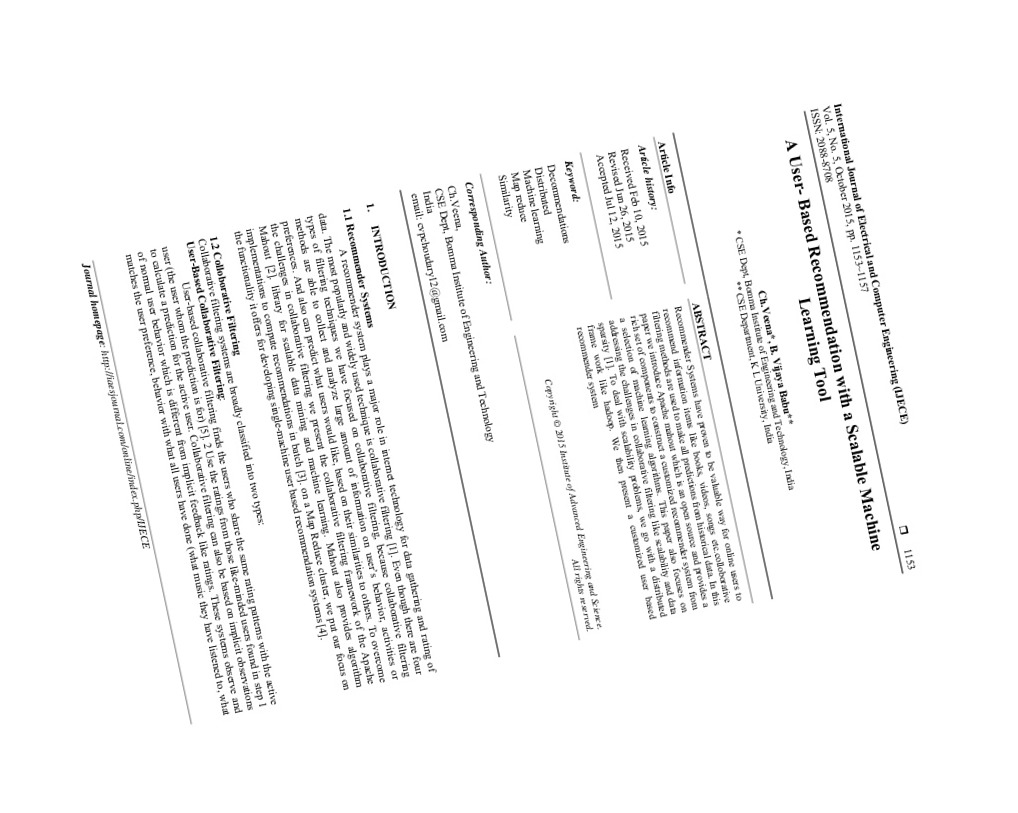 International Journal of Electrical and Computer Engineering (IJECE)
Vol. 5, No. 5, October 2015, pp. 1153~1157
ISSN: 2088-8708 ❒ 1153
A User- Based Recommendation with a Scalable Machine
Learning Tool
Ch.Veena*, B. Vijaya Babu**
* CSE Dept, Bomma Institute of Engineering and Technology, India
** CSE Department, K L University, India
Article Info
Article history:
Received Feb 10, 2015
Revised Jun 26, 2015
Accepted Jul 12, 2015
Keyword:
Decommendations
Distributed
Machine learning
Map reduce
Similarity
ABSTRACT
Recommender Systems have proven to be valuable way for online users to
recommend information items like books, videos, songs etc.colloborative
filtering methods are used to make all predictions from historical data. In this
paper we introduce Apache mahout which is an open source and provides a
rich set of components to construct a customized recommender system from
a selection of machine learning algorithms. This paper also focuses on
addressing the challenges in collaborative filtering like scalability and data
sparsity [1]. To deal with scalability problems, we go with a distributed
frame work like hadoop. We then present a customized user based
recommender system
Copyright © 2015 Institute of Advanced Engineering and Science.
All rights reserved.
Corresponding Author:
Ch.Veena,
CSE Dept, Bomma Institute of Engineering and Technology
India
email: cvpchoudary12@gmail.com
1. INTRODUCTION
1.1 Recommender Systems
A recommender system plays a major role in internet technology for data gathering and rating of
data. The most popularly and widely used technique is collaborative filtering [1]. Even though there are four
types of filtering techniques we have focused on collaborative filtering, because collaborative filtering
methods are able to collect and analyze large amount of information on user's behavior, activities or
preferences. And also can predict what users would like, based on their similarities to others. To overcome
the challenges in collaborative filtering we present the collaborative filtering framework of the Apache
Mahout [2]. library for scalable data mining and machine learning. Mahout also provides algorithm
implementations to compute recommendations in batch [3]. on a Map Reduce cluster, we put our focus on
the functionality it offers for developing single-machine user based recommendation systems [4].
1.2 Colloborative Filtering
Collaborative filtering systems are broadly classified into two types:
User-Based Collaborative Filtering:
User-based collaborative filtering finds the users who share the same rating patterns with the active
user (the user whom the prediction is for) [5]. 2 Use the ratings from those like-minded users found in step 1
to calculate a prediction for the active user. Collaborative filtering can also be based on implicit observations
of normal user behavior which is different from implicit feedback like ratings. These systems observe and
matches the user preference, behavior with what all users have done (what music they have listened to, what
Journal homepage: http://iaesjournal.com/online/index.php/IJECE